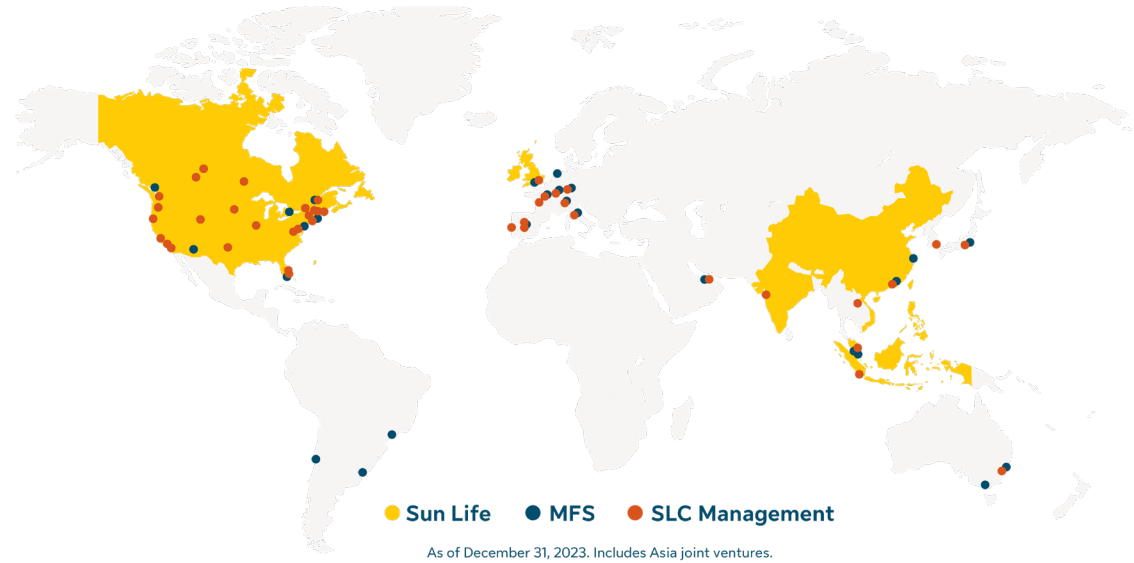 Sun Life MFS SLC Management
As of December 31, 2023. Includes Asia joint ventures.